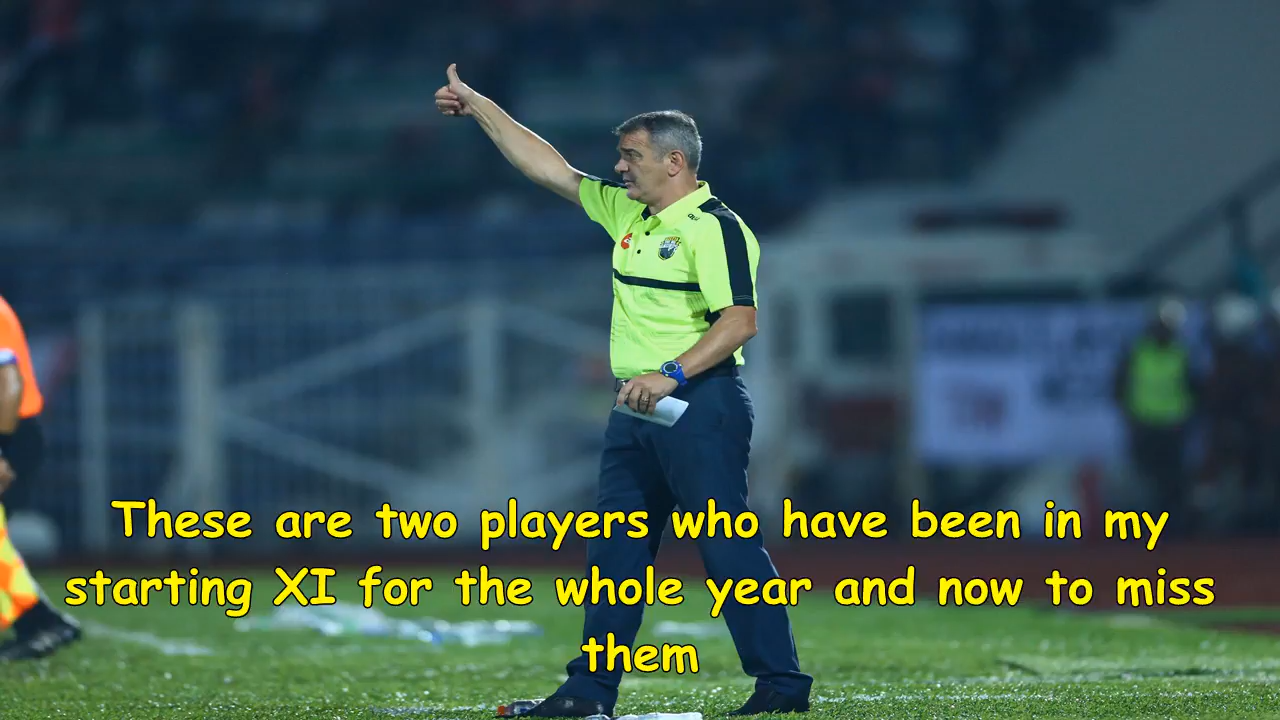 These are two players who have been in my
starting XI for the whole year and now to miss
them